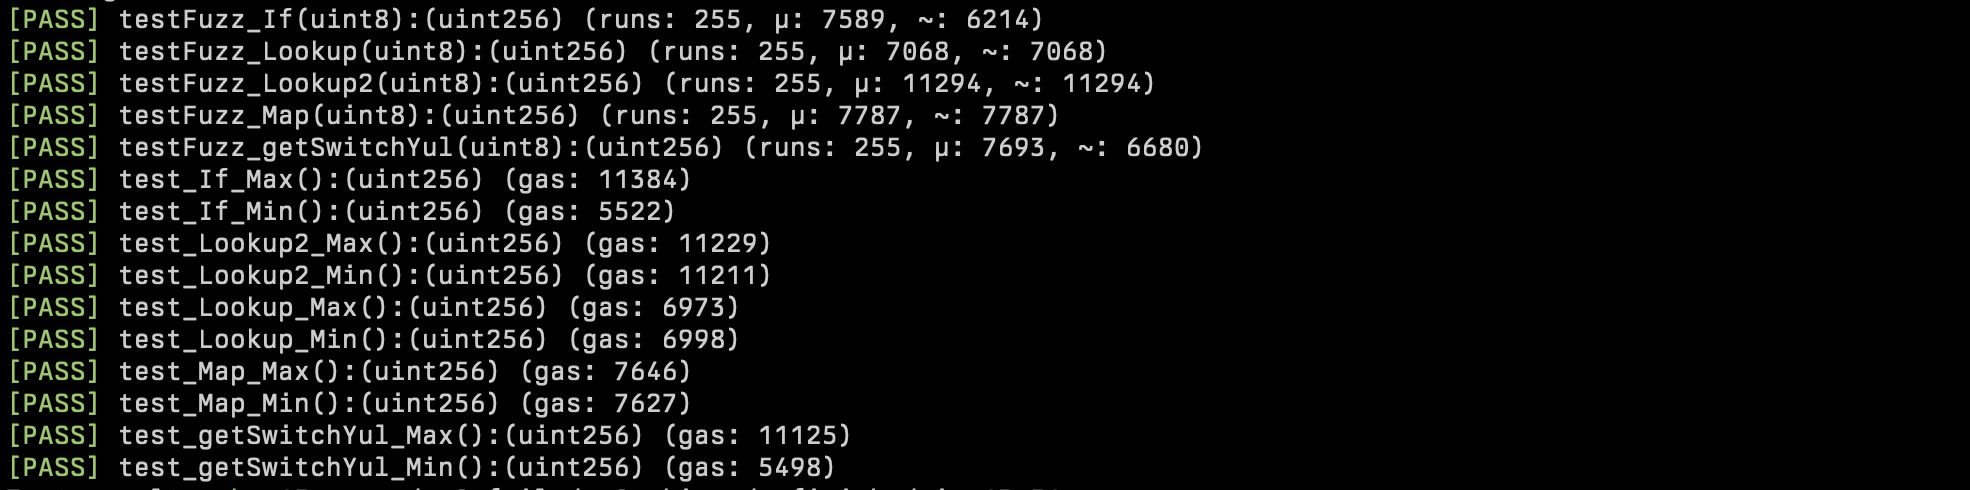 [PASS] testFuzz_If(uint8):(uint256) (runs: 255, μ: 7589, ~: 6214)
[PASS] testFuzz_Lookup(uint8):(uint256) (runs: 255, μ: 7068, ~: 7068)
[PASS] testFuzz_Lookup2(uint8):(uint256) (runs: 255, μ: 11294, ~: 11294)
[PASS] testFuzz_Map(uint8):(uint256) (runs: 255, μ: 7787, ~: 7787)
[PASS] testFuzz_getSwitchYul(uint8):(uint256) (runs: 255, μ: 7693, ~: 6680)
[PASS] test_If_Max():(uint256) (gas: 11384)
[PASS] test_If_Min():(uint256) (gas: 5522)
[PASS] test_Lookup2_Max():(uint256) (gas: 11229)
[PASS] test_Lookup2_Min():(uint256) (gas: 11211)
[PASS] test_Lookup_Max():(uint256) (gas: 6973)
[PASS] test_Lookup_Min():(uint256) (gas: 6998)
[PASS] test_Map_Max():(uint256) (gas: 7646)
[PASS] test_Map_Min():(uint256) (gas: 7627)
[PASS] test_getSwitchYul_Max():(uint256) (gas: 11125)
[PASS] test_getSwitchYul_Min():(uint256) (gas: 5498)